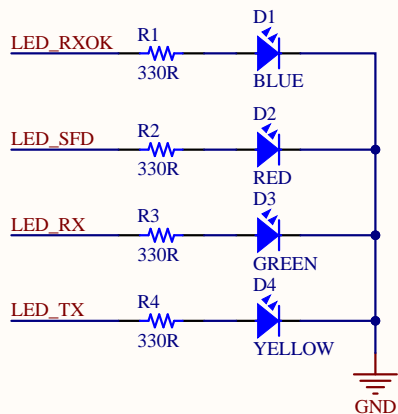 D1
LED_RXOK R1
330R BLUE
D2
LED_SFD R2
330R RED
D3
LED_RX R3
330R GREEN
D4
LED_TX R4
330R YELLOW
GND